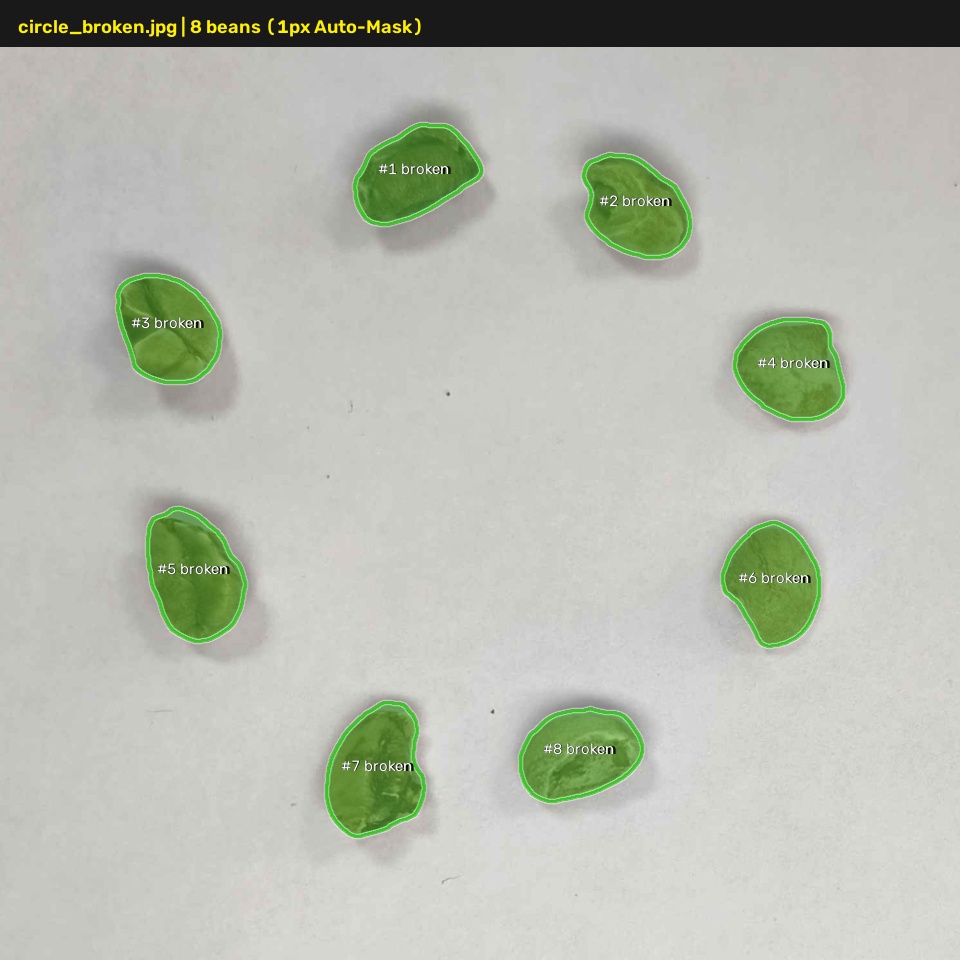 circle_broken.jpg | 8 beans (1px Auto-Mask)
#1 broken
#2 broken
#3 broken
#4 broken
#5 broken
#6 broken
#7 broken
#8 broken